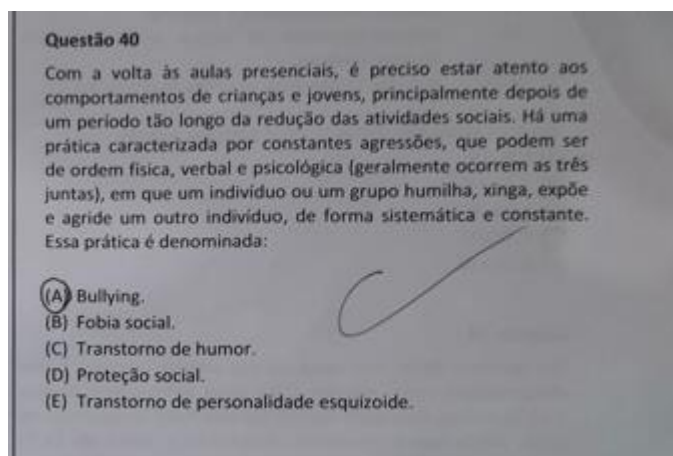 Questão 40
Com a volta às aulas presenciais, é preciso estar atento aos
comportamentos de crianças e jovens, principalmente depois de
um período tão longo da redução das atividades sociais. Há uma
prática caracterizada por constantes agressões, que podem ser
de ordem física, verbal e psicológica (geralmente ocorrem as três
juntas), em que um indivíduo ou um grupo humilha, xinga, expõe
e agride um outro indivíduo, de forma sistemática e constante.
Essa prática é denominada:
(A) Bullying.
(B) Fobia social.
(C) Transtorno de humor.
(D) Proteção social.
(E) Transtorno de personalidade esquizoide.